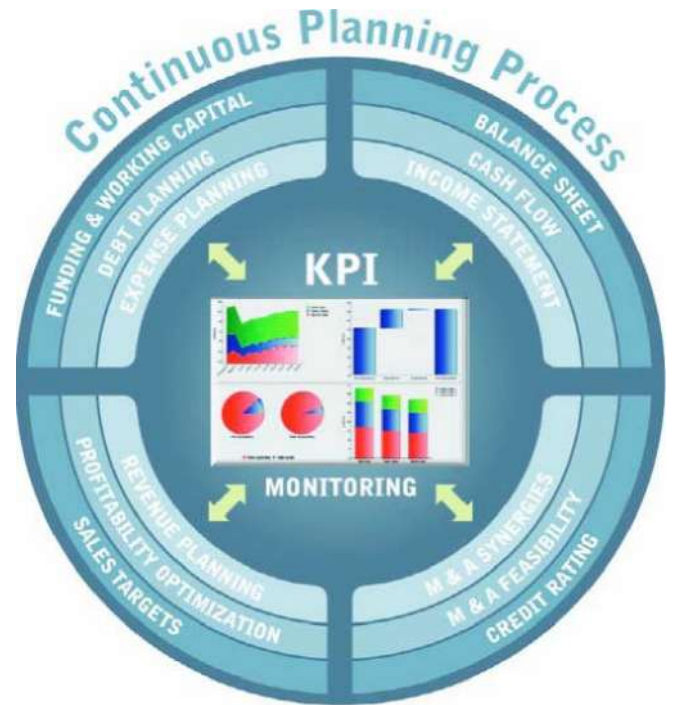 Continuous Planning Process
FUNDING & WORKING CAPITAL
DEBT PLANNING
EXPENSE PLANNING
BALANCE SHEET
CASH FLOW
INCOME STATEMENT
KPI
MONITORING
REVENUE PLANNING
PROFITABILITY OPTIMIZATION
SALES TARGETS
M & A SYNERGIES
M & A FEASIBILITY
CREDIT RATING